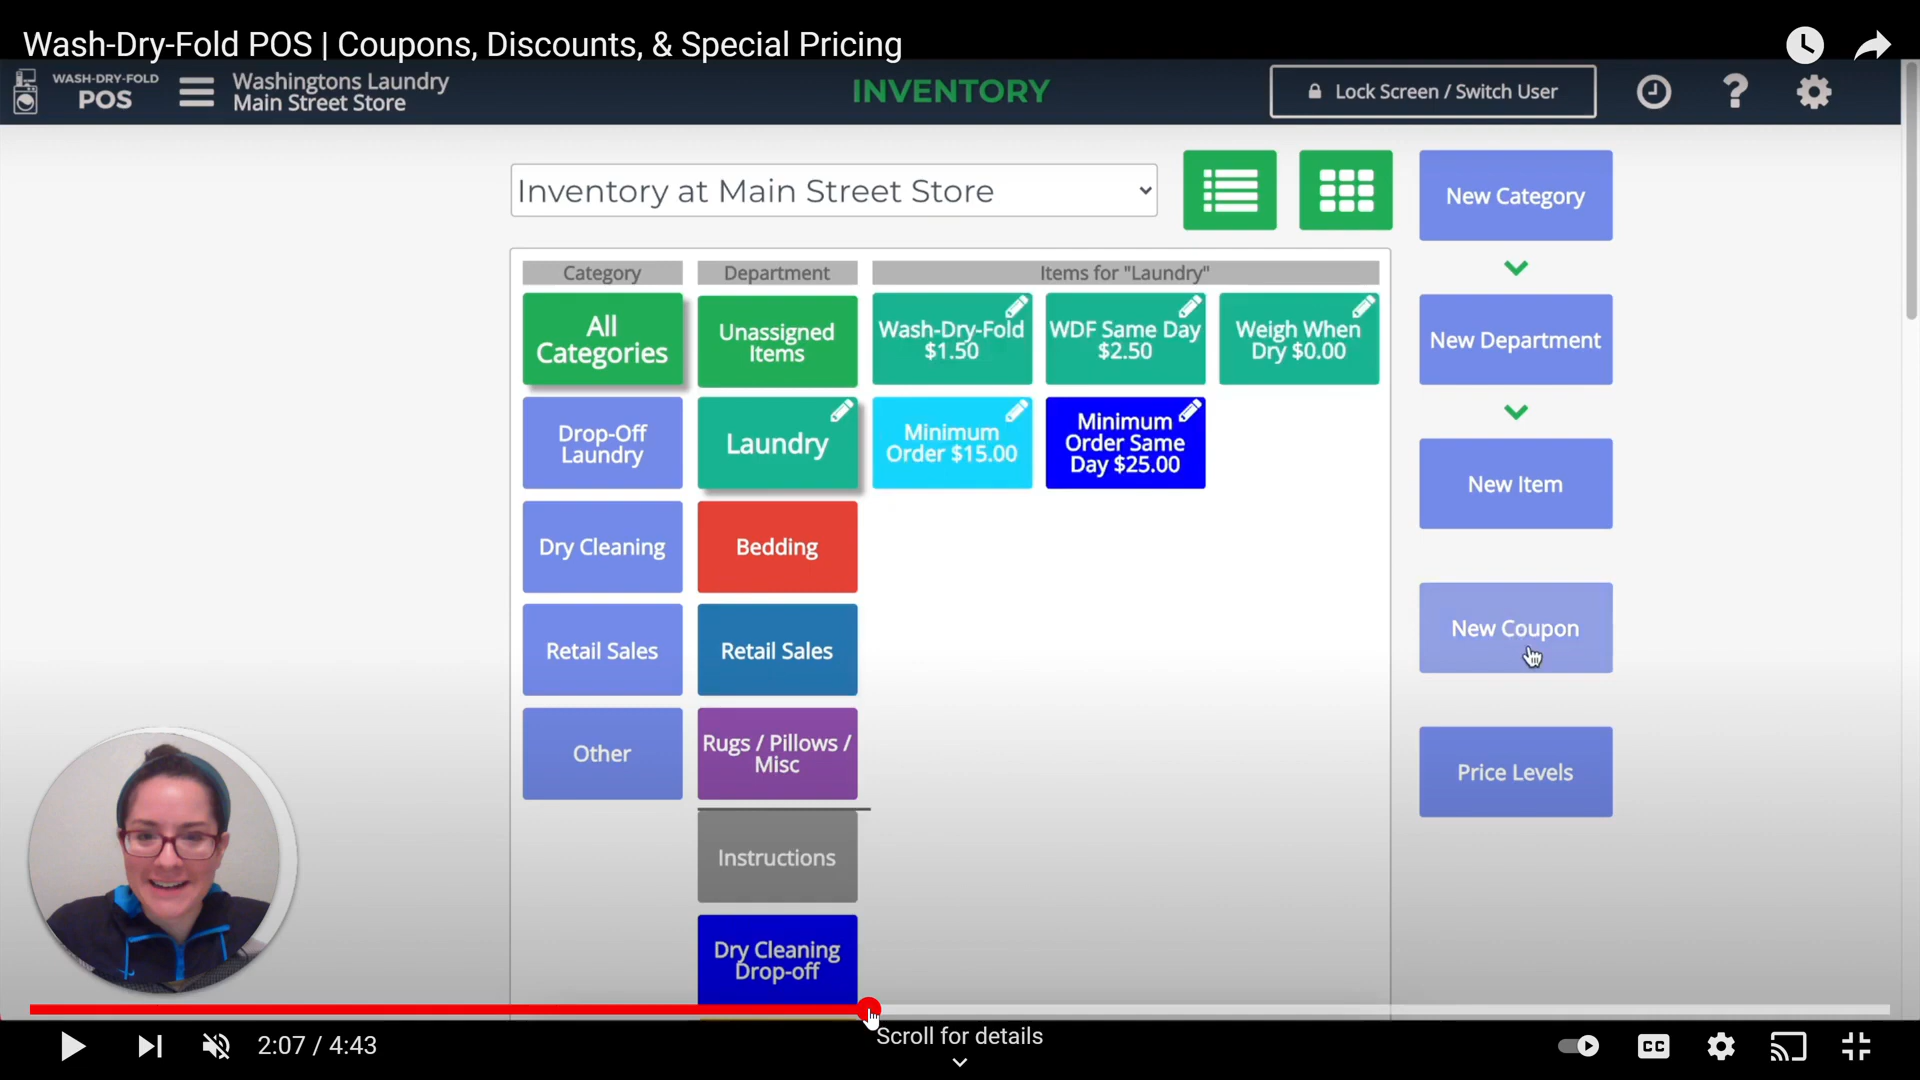 Wash-Dry-Fold POS | Coupons, Discounts, & Special Pricing
WASH-DRY-FOLD
POS
Washingtons Laundry
Main Street Store
INVENTORY
Lock Screen / Switch User
?
Inventory at Main Street Store
New Category
Category
Department
Items for "Laundry"
All
Categories
Unassigned
Items
Wash-Dry-Fold
$1.50
WDF Same Day
$2.50
Weigh When
Dry $0.00
New Department
Drop-Off
Laundry
Laundry
Minimum
Order $15.00
Minimum
Order Same
Day $25.00
New Item
Dry Cleaning
Bedding
New Coupon
Retail Sales
Retail Sales
Other
Rugs / Pillows /
Misc
Price Levels
Instructions
Dry Cleaning
Drop-off
2:07 / 4:43
Scroll for details
CC